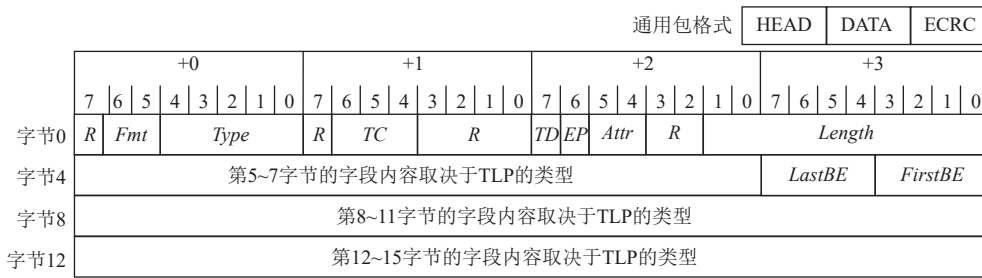 通用包格式 HEAD DATA ECRC
+0 +1 +2 +3
7 6 5 4 3 2 1 0 7 6 5 4 3 2 1 0 7 6 5 4 3 2 1 0 7 6 5 4 3 2 1 0
字节0 R Fmt Type R TC R TD EP Attr R Length
字节4 第5~7字节的字段内容取决于TLP的类型 LastBE FirstBE
字节8 第8~11字节的字段内容取决于TLP的类型
字节12 第12~15字节的字段内容取决于TLP的类型